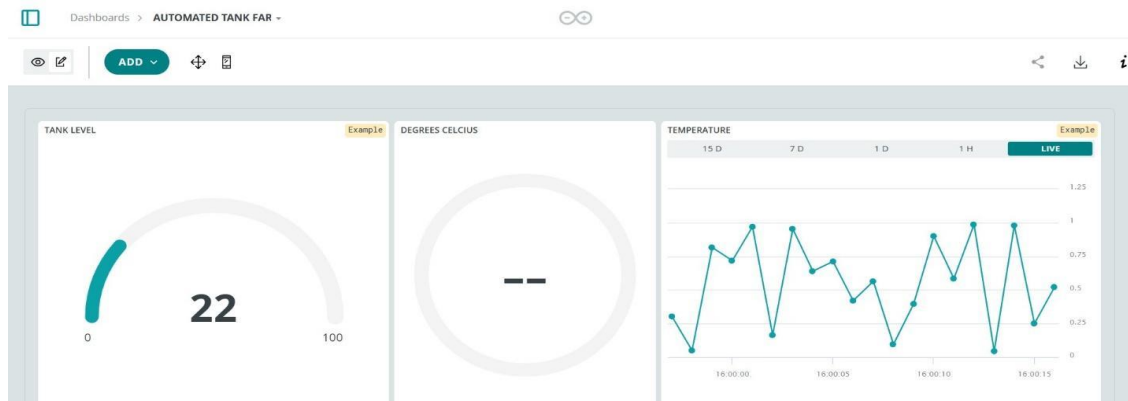 Dashboards > AUTOMATED TANK FAR
ADD
i
TANK LEVEL Example
22
0 100
DEGREES CELCIUS
--
TEMPERATURE Example
15 D 7 D 1 D 1 H LIVE
1.25
1
0.75
0.5
0.25
0
16:00:00 16:00:05 16:00:10 16:00:15